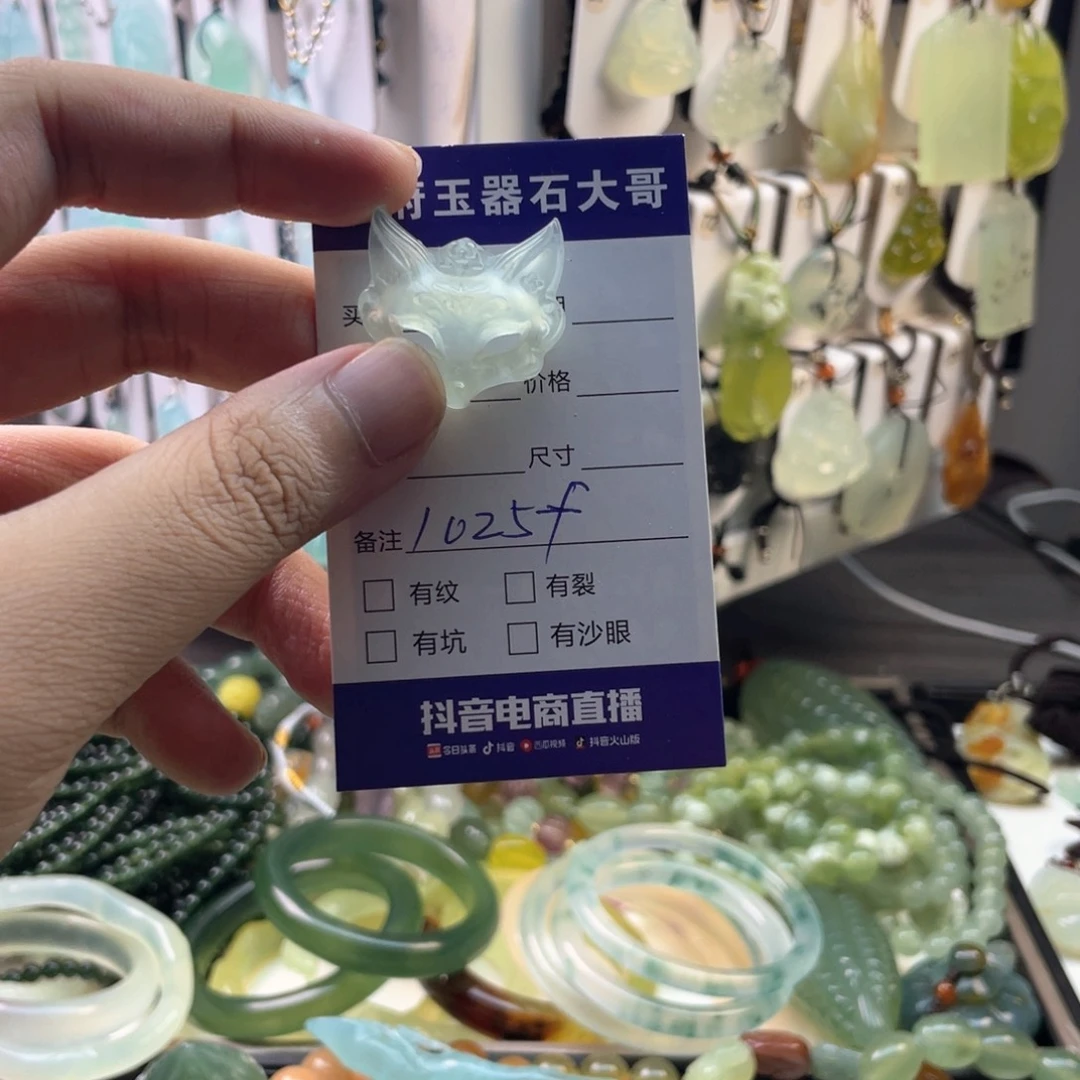 玉器石大哥
买
价格
尺寸
备注 1025f
有纹 有裂
有坑 有沙眼
抖音电商直播
今日头条 抖音 西瓜视频 抖音火山版